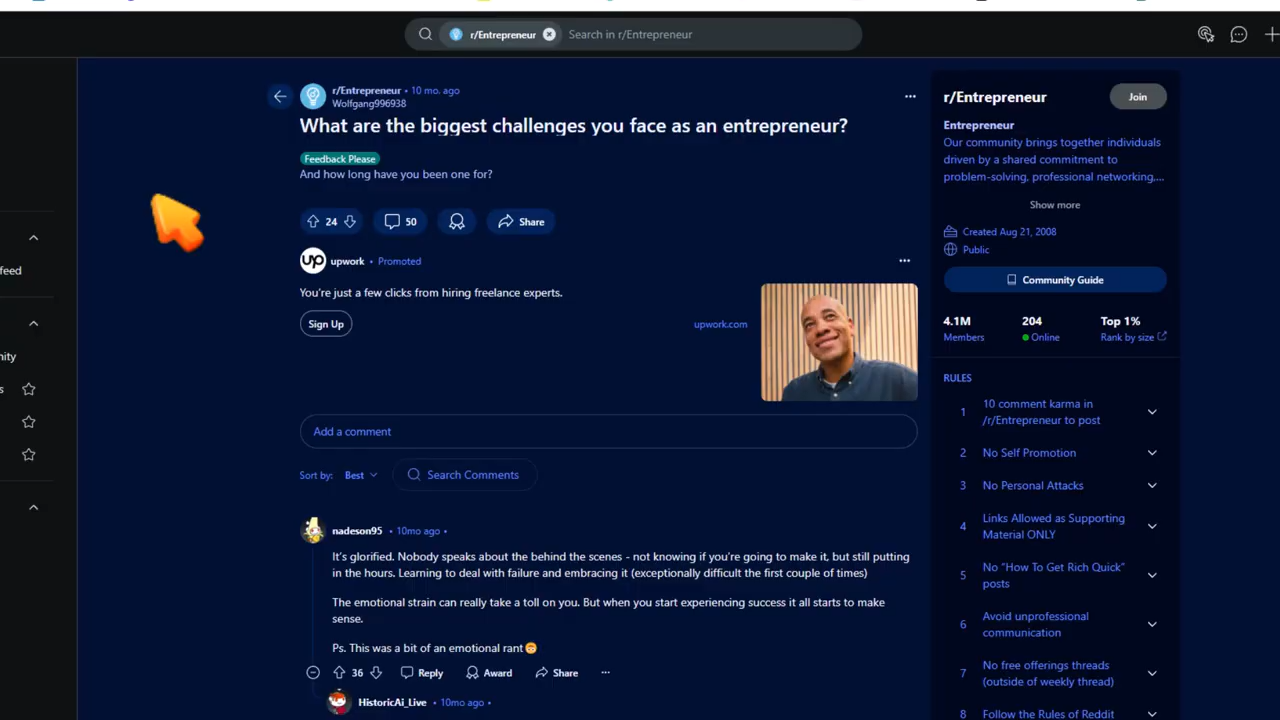 r/Entrepreneur
Search in r/Entrepreneur
feed
nity
s
r/Entrepreneur • 10 mo. ago
Wolfgang996938
What are the biggest challenges you face as an entrepreneur?
Feedback Please
And how long have you been one for?
24
50
Share
up
upwork • Promoted
You're just a few clicks from hiring freelance experts.
Sign Up
upwork.com
Add a comment
Sort by: Best
Search Comments
nadeson95 • 10mo ago •
It's glorified. Nobody speaks about the behind the scenes - not knowing if you're going to make it, but still putting
in the hours. Learning to deal with failure and embracing it (exceptionally difficult the first couple of times)
The emotional strain can really take a toll on you. But when you start experiencing success it all starts to make
sense.
Ps. This was a bit of an emotional rant🙃
36
Reply
Award
Share
HistoricAi_Live • 10mo ago •
r/Entrepreneur
Join
Entrepreneur
Our community brings together individuals
driven by a shared commitment to
problem-solving, professional networking,...
Show more
Created Aug 21, 2008
Public
Community Guide
4.1M 204 Top 1%
Members Online Rank by size
RULES
1 10 comment karma in
/r/Entrepreneur to post
2 No Self Promotion
3 No Personal Attacks
4 Links Allowed as Supporting
Material ONLY
5 No “How To Get Rich Quick”
posts
6 Avoid unprofessional
communication
7 No free offerings threads
(outside of weekly thread)
8 Follow the Rules of Reddit